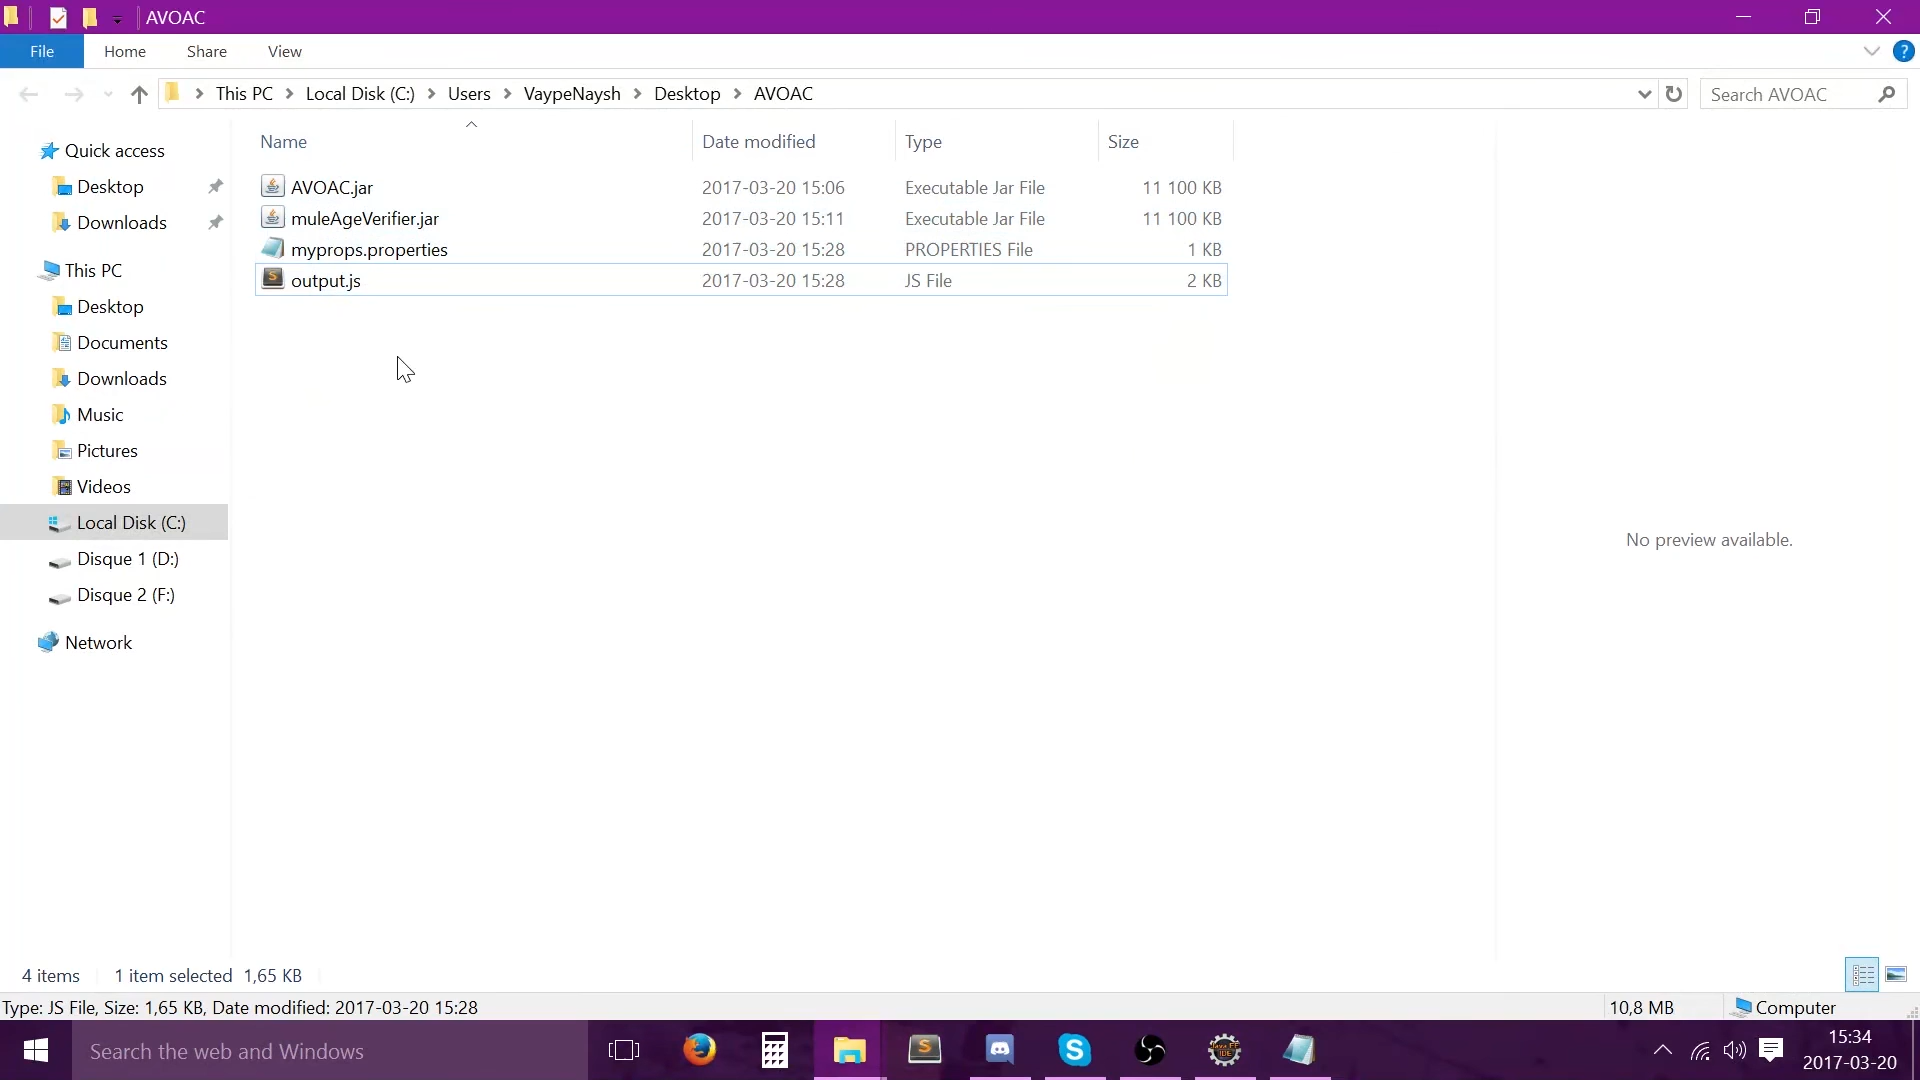 AVOAC
File Home Share View ?
This PC Local Disk (C:) Users VaypeNaysh Desktop AVOAC Search AVOAC
Name Date modified Type Size
AVOAC.jar 2017-03-20 15:06 Executable Jar File 11 100 KB
muleAgeVerifier.jar 2017-03-20 15:11 Executable Jar File 11 100 KB
myprops.properties 2017-03-20 15:28 PROPERTIES File 1 KB
output.js 2017-03-20 15:28 JS File 2 KB
Quick access
Desktop
Downloads
This PC
Desktop
Documents
Downloads
Music
Pictures
Videos
Local Disk (C:)
Disque 1 (D:)
Disque 2 (F:)
Network
No preview available.
4 items 1 item selected 1,65 KB
Type: JS File, Size: 1,65 KB, Date modified: 2017-03-20 15:28 10,8 MB Computer
Search the web and Windows
Java EE
IDE
15:34
2017-03-20